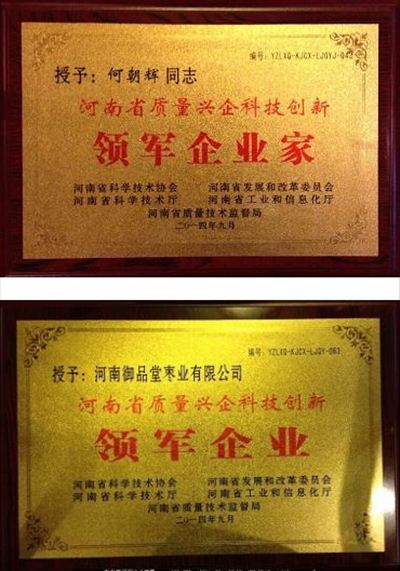 编号：YZLXQ-KJCX-LJQYJ-042
授予：何朝辉 同志
河南省质量兴企科技创新
领军企业家
河南省科学技术协会 河南省发展和改革委员会
河南省科学技术厅 河南省工业和信息化厅
河南省质量技术监督局
二〇一四年九月
编号：YZLXQ-KJCX-LJQY-063
授予：河南御品堂枣业有限公司
河南省质量兴企科技创新
领军企业
河南省科学技术协会 河南省发展和改革委员会
河南省科学技术厅 河南省工业和信息化厅
河南省质量技术监督局
二〇一四年九月